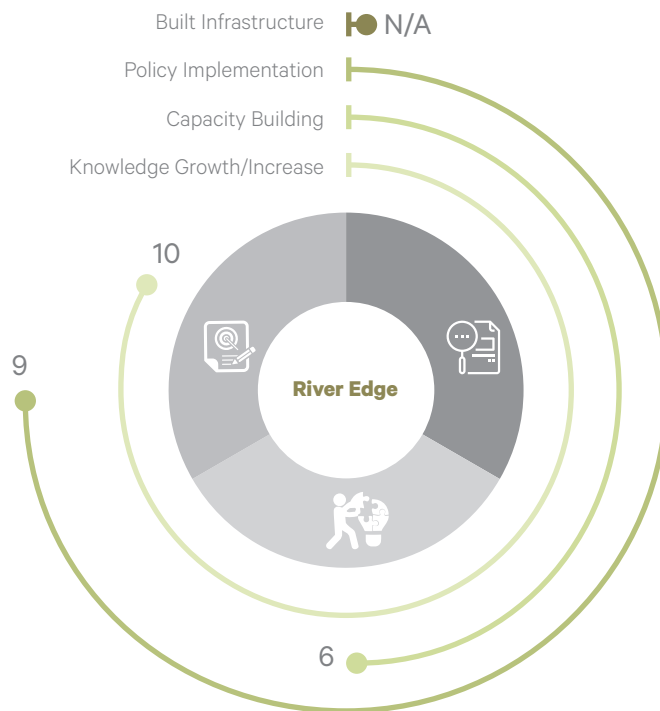 Built Infrastructure
N/A
Policy Implementation
Capacity Building
Knowledge Growth/Increase
10
9
River Edge
6